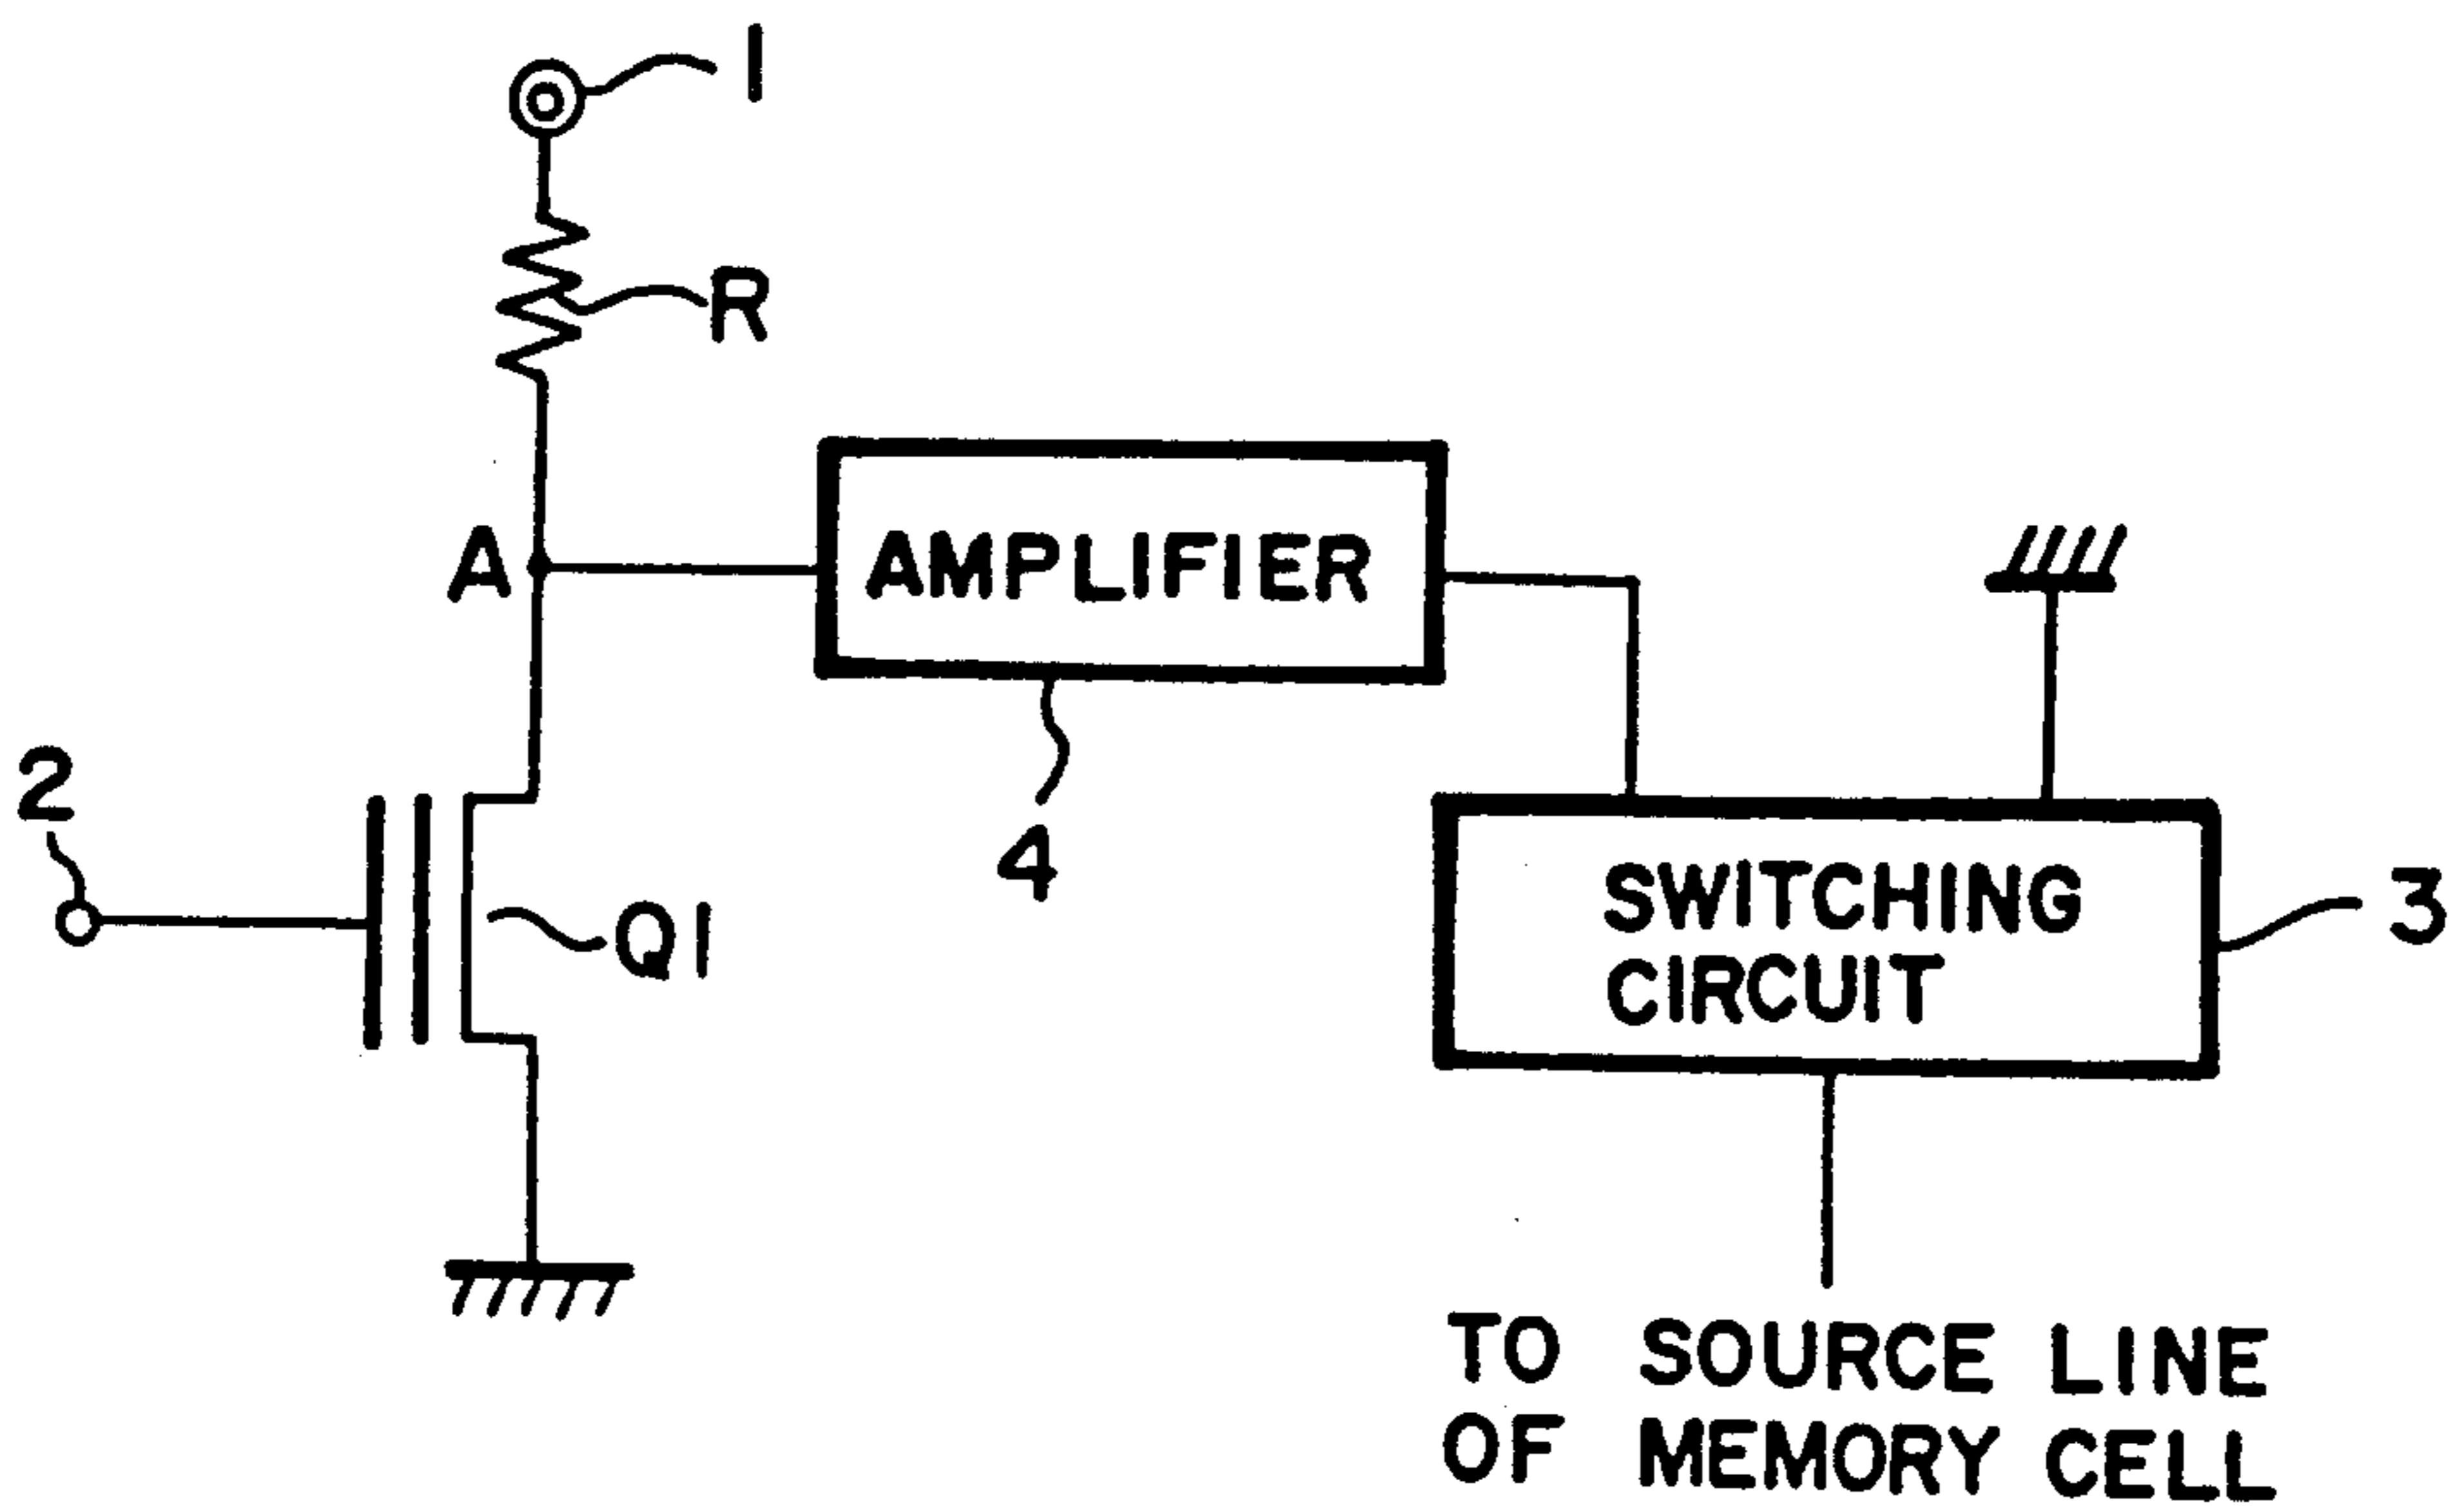 1
R
A
AMPLIFIER
2
4
Q1
SWITCHING
CIRCUIT
3
TO SOURCE LINE
OF MEMORY CELL